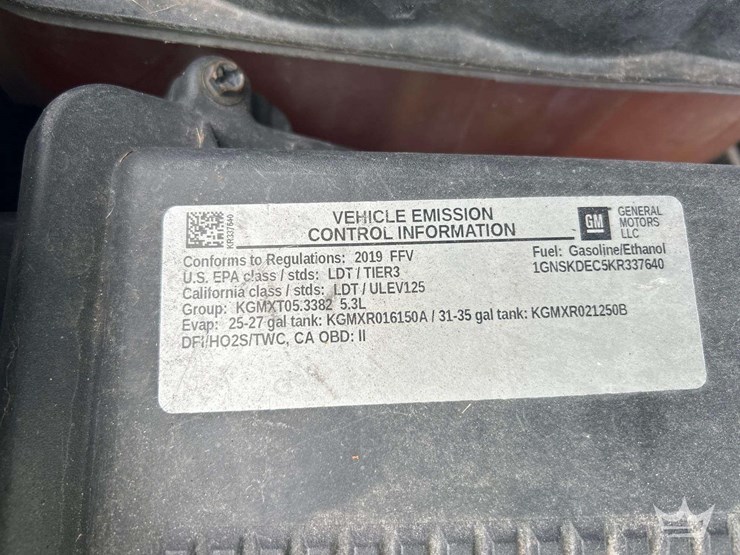 KR337640
VEHICLE EMISSION
CONTROL INFORMATION
GM
GENERAL
MOTORS
LLC
Conforms to Regulations: 2019 FFV
Fuel: Gasoline/Ethanol
U.S. EPA class / stds: LDT / TIER3
1GNSKDEC5KR337640
California class / stds: LDT / ULEV125
Group: KGMXT05.3382 5.3L
Evap: 25-27 gal tank: KGMXR016150A / 31-35 gal tank: KGMXR021250B
DFI/HO2S/TWC, CA OBD: II